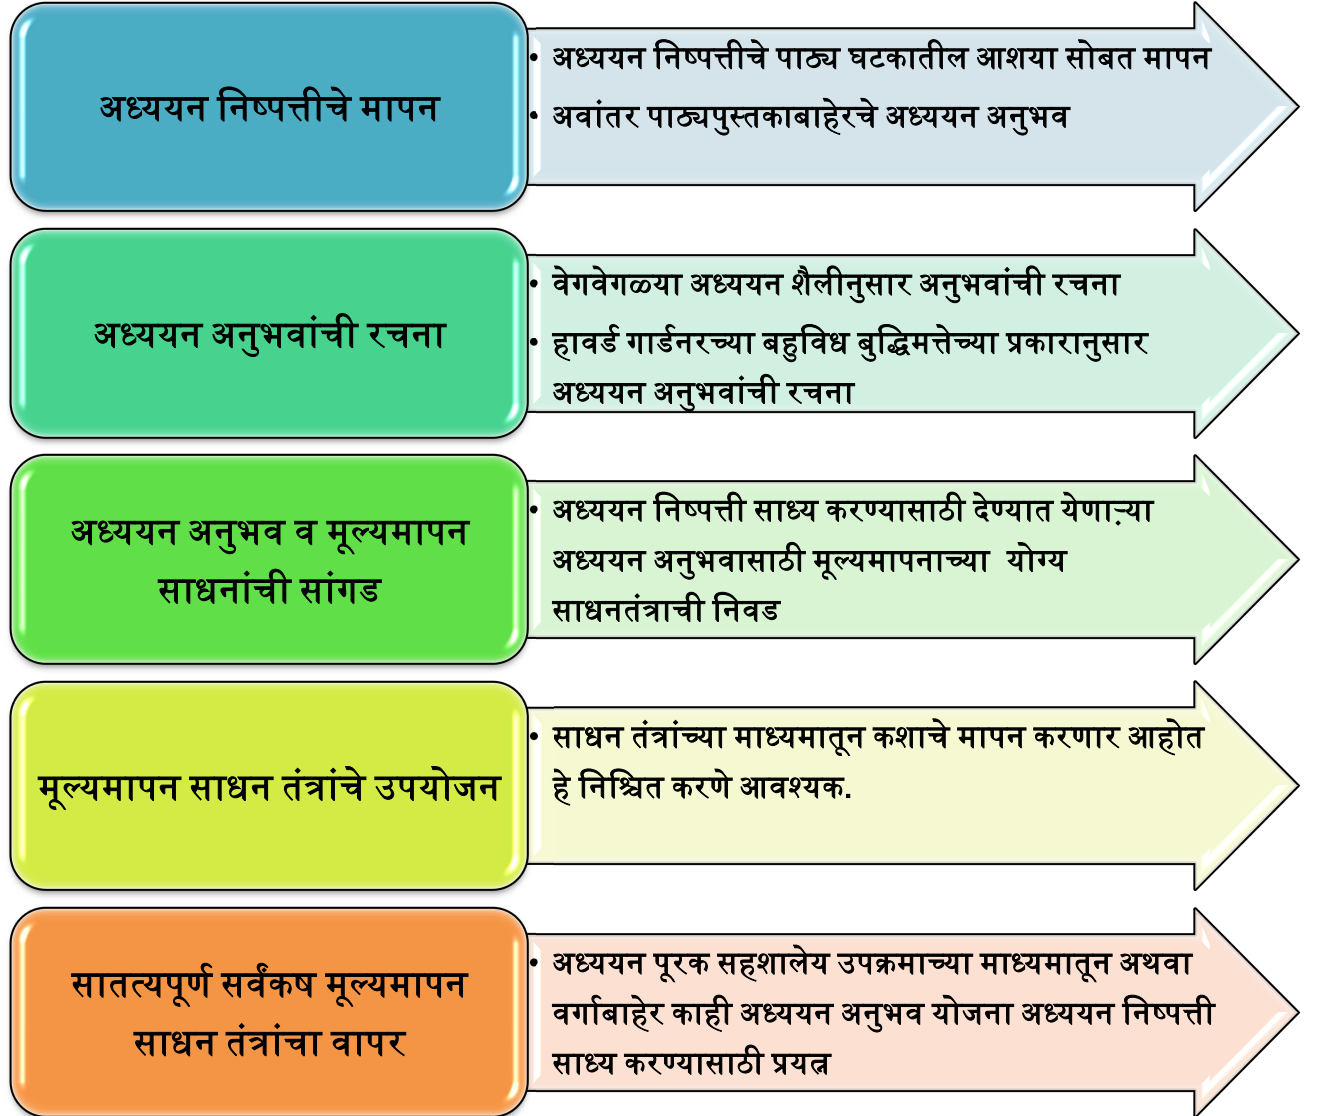 अध्ययन निष्पत्तीचे मापन
• अध्ययन निष्पत्तीचे पाठ्य घटकातील आशया सोबत मापन
• अवांतर पाठ्यपुस्तकाबाहेरचे अध्ययन अनुभव
अध्ययन अनुभवांची रचना
• वेगवेगळ्या अध्ययन शैलीनुसार अनुभवांची रचना
• हावर्ड गार्डनरच्या बहुविध बुद्धिमत्तेच्या प्रकारानुसार
अध्ययन अनुभवांची रचना
अध्ययन अनुभव व मूल्यमापन
साधनांची सांगड
• अध्ययन निष्पत्ती साध्य करण्यासाठी देण्यात येणाऱ्या
अध्ययन अनुभवासाठी मूल्यमापनाच्या योग्य
साधनतंत्राची निवड
मूल्यमापन साधन तंत्रांचे उपयोजन
• साधन तंत्रांच्या माध्यमातून कशाचे मापन करणार आहोत
हे निश्चित करणे आवश्यक.
सातत्यपूर्ण सर्वंकष मूल्यमापन
साधन तंत्रांचा वापर
• अध्ययन पूरक सहशालेय उपक्रमाच्या माध्यमातून अथवा
वर्गाबाहेर काही अध्ययन अनुभव योजना अध्ययन निष्पत्ती
साध्य करण्यासाठी प्रयत्न